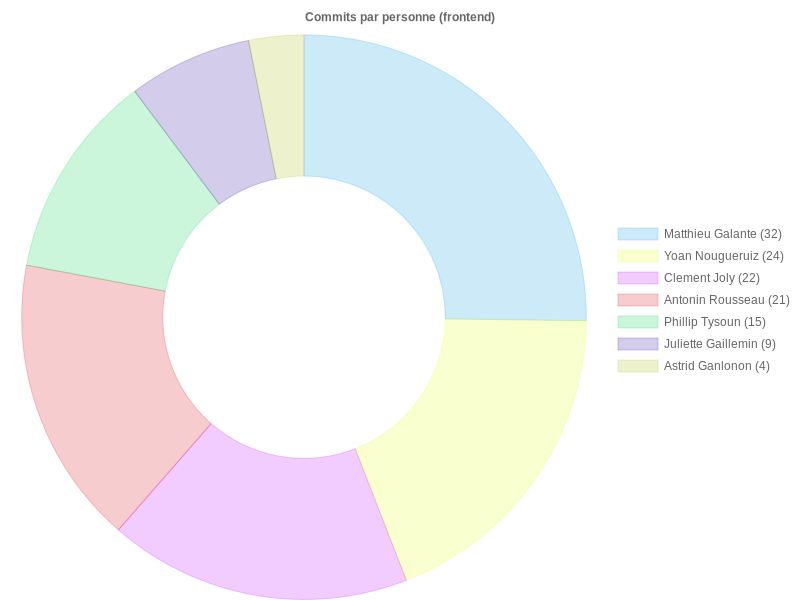 Commits par personne (frontend)
Matthieu Galante (32)
Yoan Nougueruiz (24)
Clement Joly (22)
Antonin Rousseau (21)
Phillip Tysoun (15)
Juliette Gaillemin (9)
Astrid Ganlonon (4)